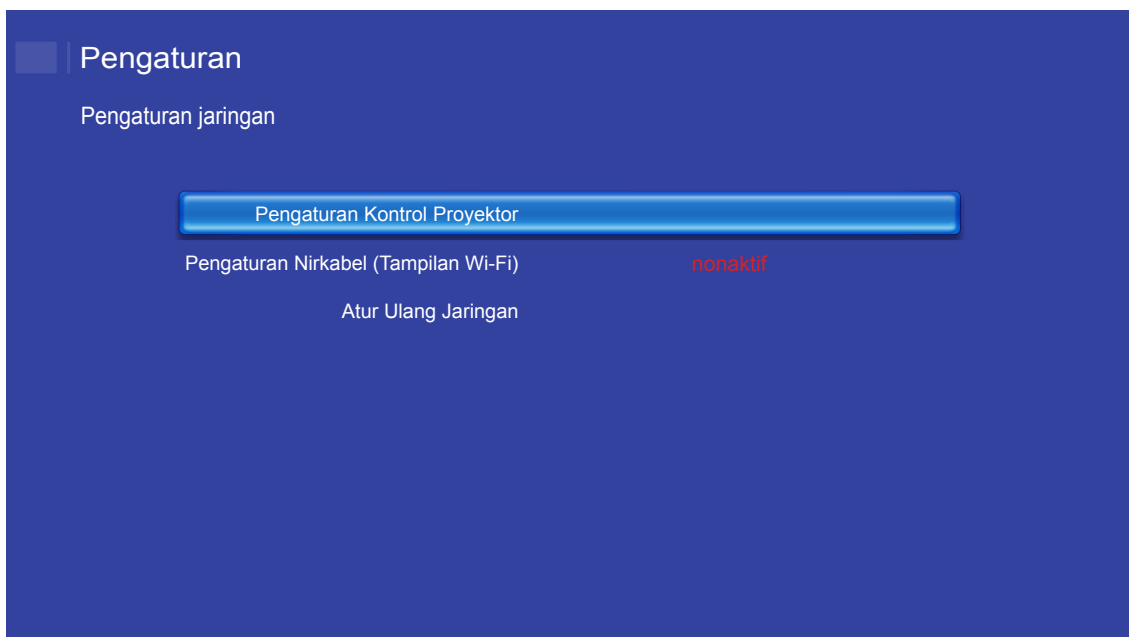 Pengaturan
Pengaturan jaringan
Pengaturan Kontrol Proyektor
Pengaturan Nirkabel (Tampilan Wi-Fi) nonaktif
Atur Ulang Jaringan